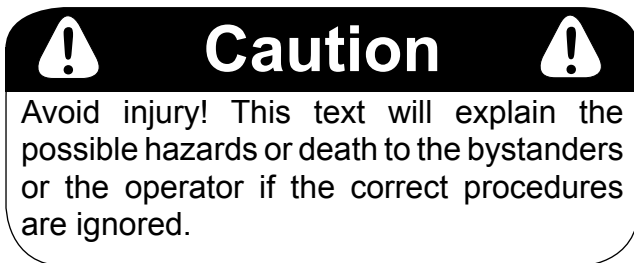 Caution
Avoid injury! This text will explain the
possible hazards or death to the bystanders
or the operator if the correct procedures
are ignored.